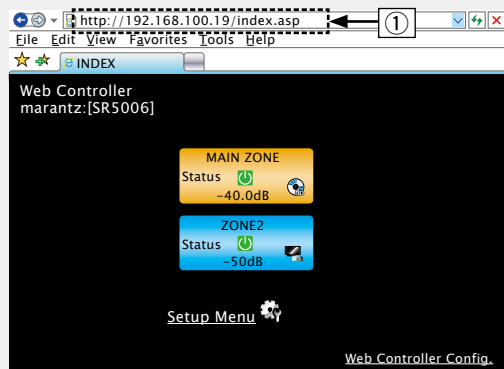 http://192.168.100.19/index.asp
1
File Edit View Favorites Tools Help
INDEX
Web Controller
marantz:[SR5006]
MAIN ZONE
Status
-40.0dB
ZONE2
Status
-50dB
Setup Menu
Web Controller Config.